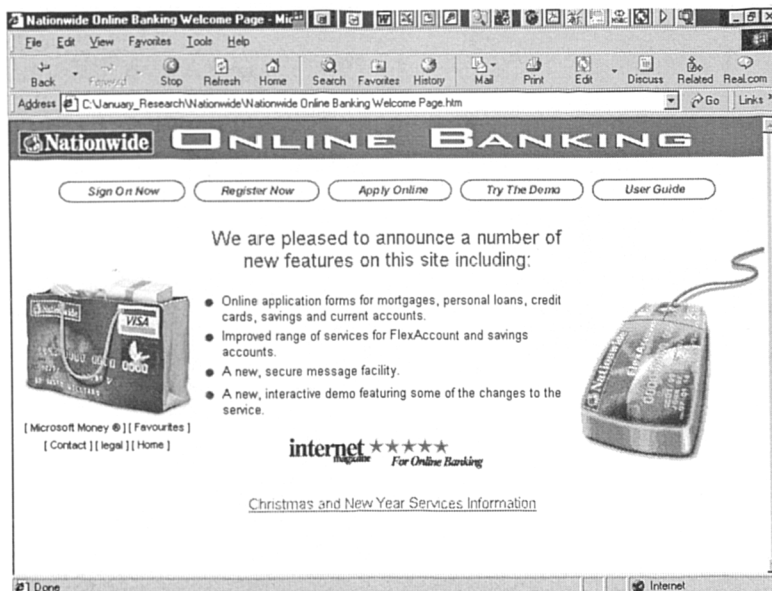 Nationwide Online Banking Welcome Page - Mic
File Edit View Favorites Tools Help
Back Forward Stop Refresh Home Search Favorites History Mail Print Edit Discuss Related Real.com
Address C:\January_Research\Nationwide\Nationwide Online Banking Welcome Page.htm Go Links
Nationwide ONLINE BANKING
Sign On Now Register Now Apply Online Try The Demo User Guide
We are pleased to announce a number of
new features on this site including:
Online application forms for mortgages, personal loans, credit
cards, savings and current accounts.
Improved range of services for FlexAccount and savings
accounts.
A new, secure message facility.
A new, interactive demo featuring some of the changes to the
service.
Nationwide
VISA
0000
[ Microsoft Money ® ] [ Favourites ]
[ Contact ] [ legal ] [ Home ]
Nationwide
FlexAccount
internet
magazine
For Online Banking
Christmas and New Year Services Information
Done Internet